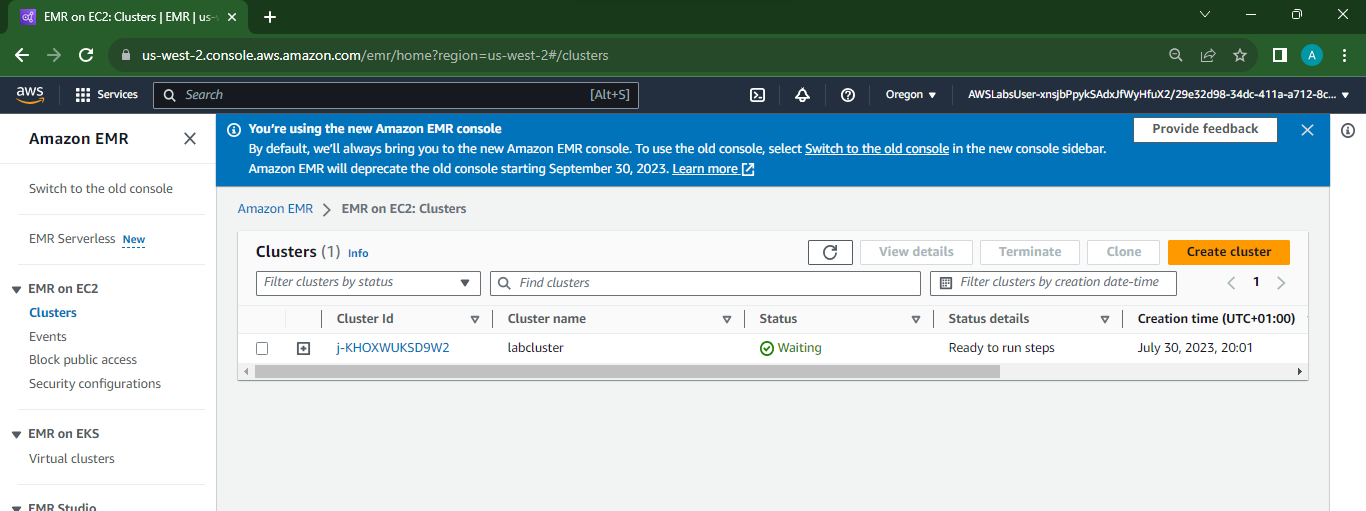 EMR on EC2: Clusters | EMR | us-w
us-west-2.console.aws.amazon.com/emr/home?region=us-west-2#/clusters
A
aws
Services
Search
[Alt+S]
Oregon
AWSLabsUser-xnsjbPpykSAdxJfWyHfuX2/29e32d98-34dc-411a-a712-8c...
Amazon EMR
Switch to the old console
EMR Serverless New
EMR on EC2
Clusters
Events
Block public access
Security configurations
EMR on EKS
Virtual clusters
EMR Studio
You're using the new Amazon EMR console
By default, we'll always bring you to the new Amazon EMR console. To use the old console, select Switch to the old console in the new console sidebar.
Amazon EMR will deprecate the old console starting September 30, 2023. Learn more
Provide feedback
Amazon EMR
EMR on EC2: Clusters
Clusters (1) Info
View details
Terminate
Clone
Create cluster
Filter clusters by status
Find clusters
Filter clusters by creation date-time
1
Cluster Id
Cluster name
Status
Status details
Creation time (UTC+01:00)
j-KHOXWUKSD9W2
labcluster
Waiting
Ready to run steps
July 30, 2023, 20:01